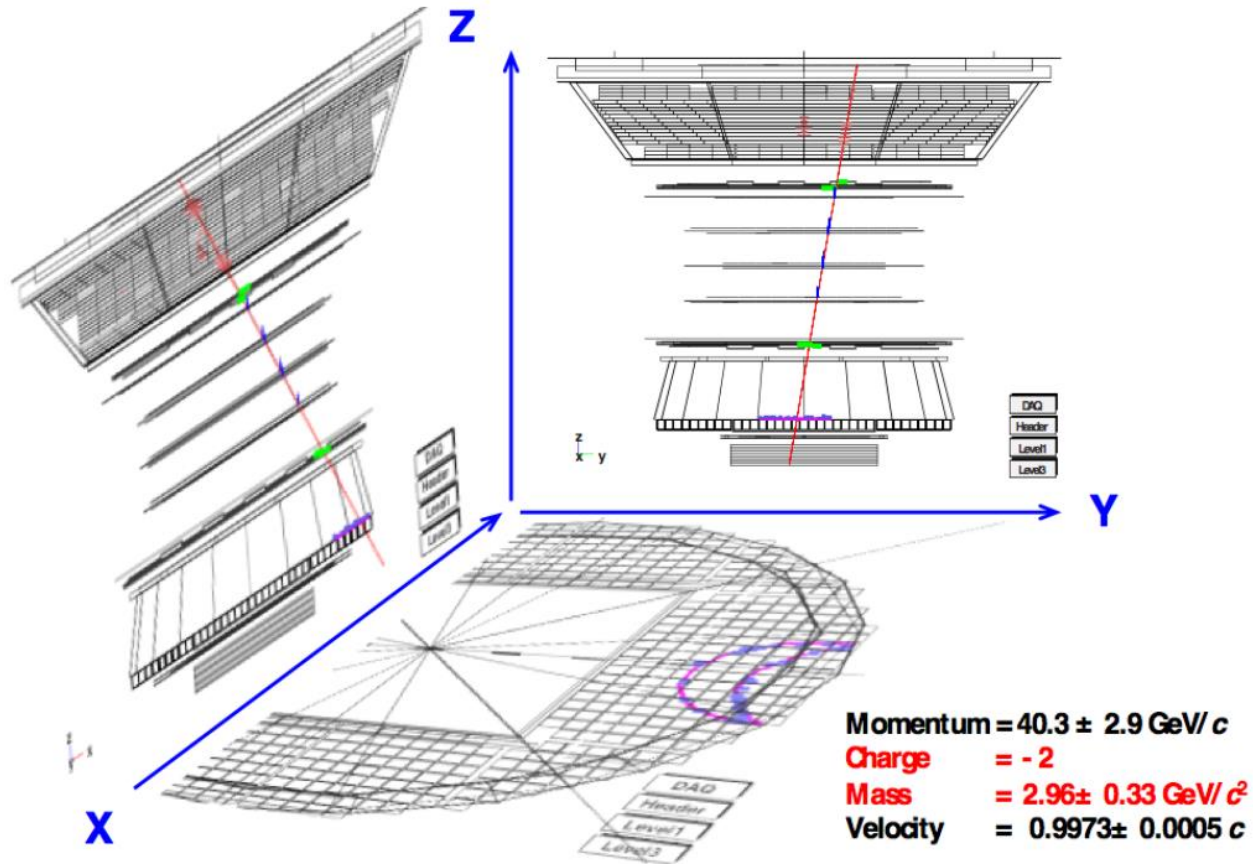 Z
DAQ
Header
Level1
Level3
z
x y
DAQ
Header
Level1
Level3
Y
X
z
x
y
DAQ
Header
Level1
Level3
Momentum = 40.3 ± 2.9 GeV/c
Charge = - 2
Mass = 2.96± 0.33 GeV/c²
Velocity = 0.9973± 0.0005 c